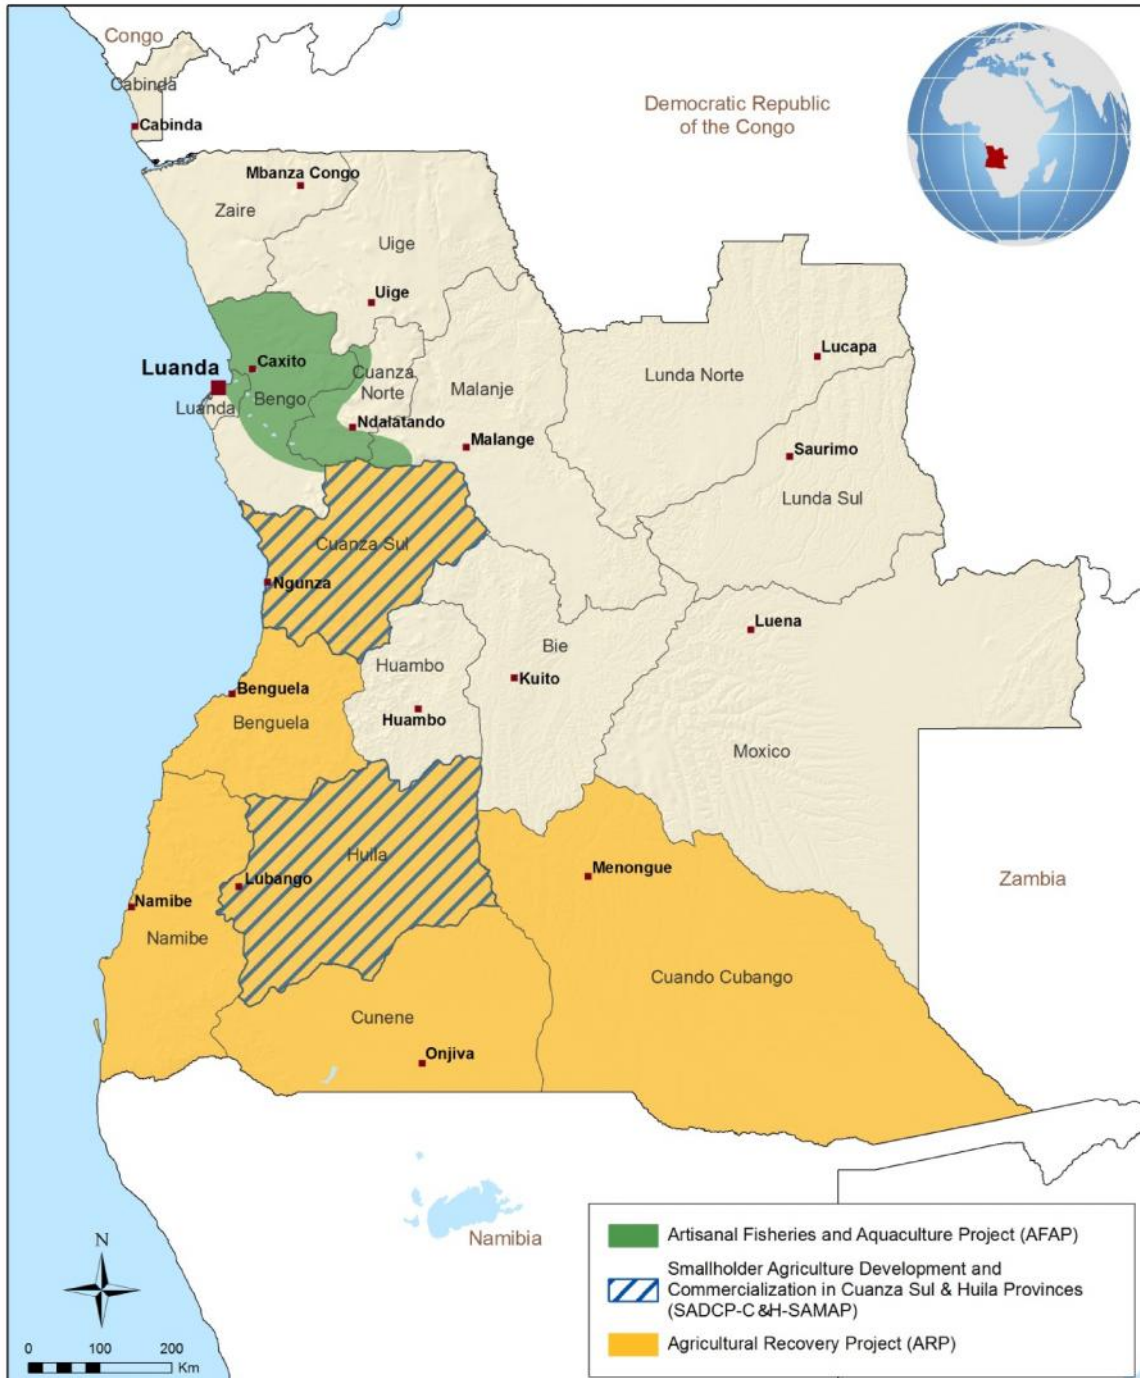 Congo
Cabinda
Cabinda
Democratic Republic
of the Congo
Mbanza Congo
Zaire
Uige
Uige
Lucapa
Caxito
Luanda
Cuanza
Norte
Malanje
Lunda Norte
Luanda
Bengo
Ndalatando
Malange
Saurimo
Lunda Sul
Cuanza Sul
Ngunza
Luena
Bie
Huambo
Kuito
Benguela
Huambo
Benguela
Moxico
Huila
Menongue
Lubango
Zambia
Namibe
Namibe
Cuando Cubango
Cunene
Onjiva
Namibia
N
0 100 200
Km
Artisanal Fisheries and Aquaculture Project (AFAP)
Smallholder Agriculture Development and
Commercialization in Cuanza Sul & Huila Provinces
(SADCP-C&H-SAMAP)
Agricultural Recovery Project (ARP)